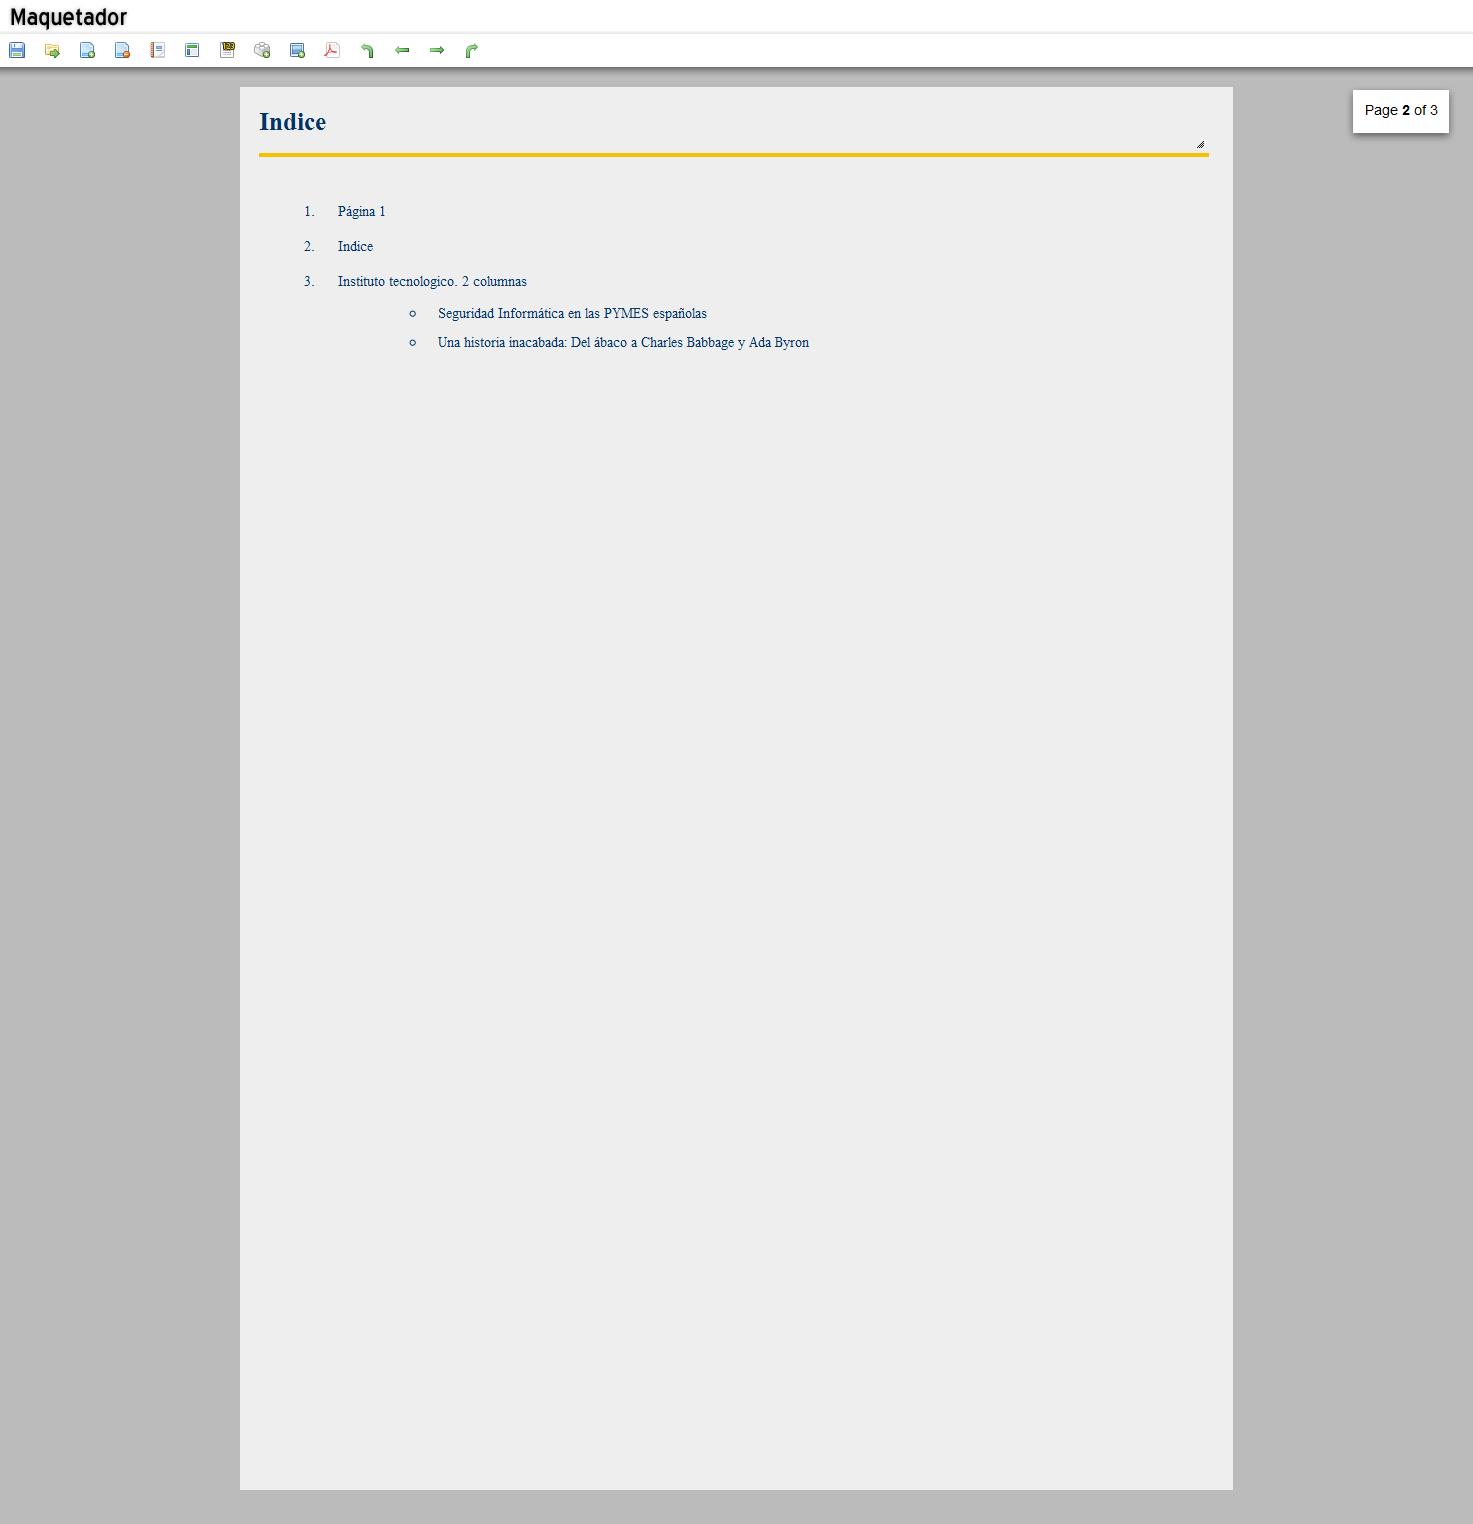 Maquetador
123
Page 2 of 3
Indice
1. Página 1
2. Indice
3. Instituto tecnologico. 2 columnas
Seguridad Informática en las PYMES españolas
Una historia inacabada: Del ábaco a Charles Babbage y Ada Byron